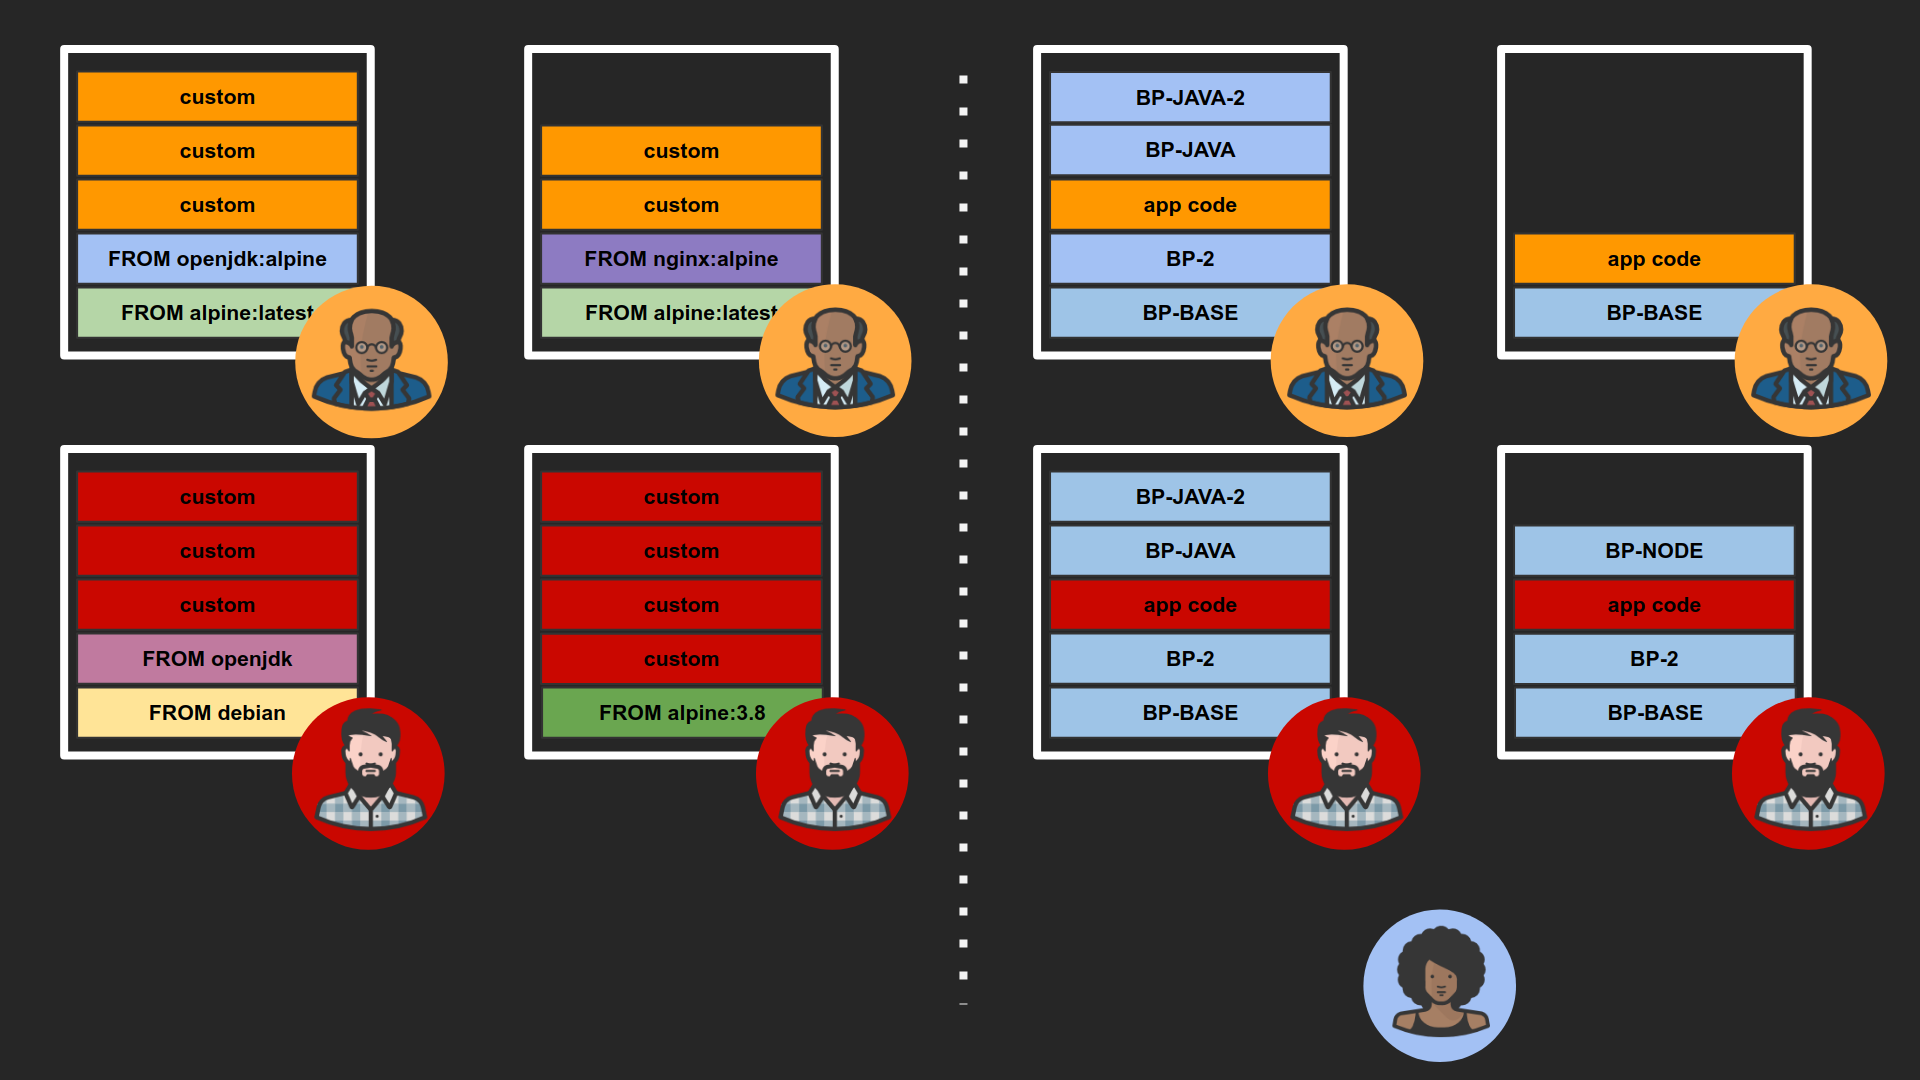 custom
custom
custom
FROM openjdk:alpine
FROM alpine:latest
custom
custom
FROM nginx:alpine
FROM alpine:latest
BP-JAVA-2
BP-JAVA
app code
BP-2
BP-BASE
app code
BP-BASE
custom
custom
custom
FROM openjdk
FROM debian
custom
custom
custom
custom
FROM alpine:3.8
BP-JAVA-2
BP-JAVA
app code
BP-2
BP-BASE
BP-NODE
app code
BP-2
BP-BASE